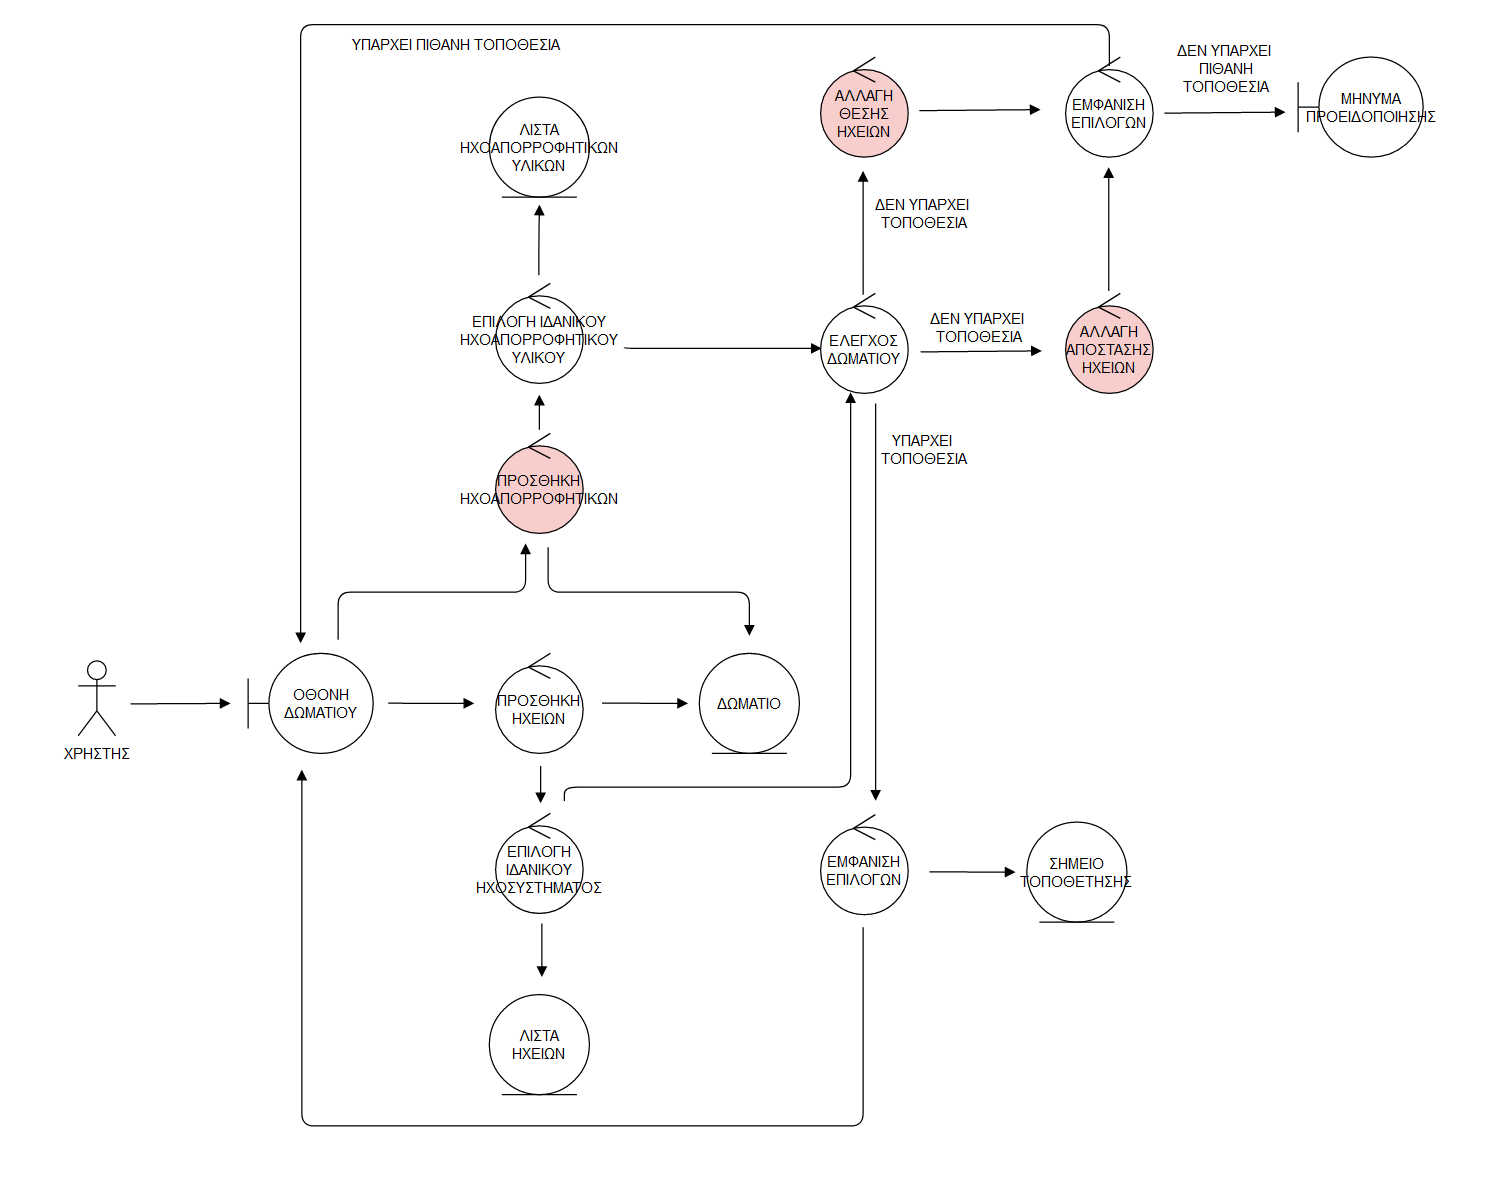 ΥΠΑΡΧΕΙ ΠΙΘΑΝΗ ΤΟΠΟΘΕΣΙΑ
ΔΕΝ ΥΠΑΡΧΕΙ
ΠΙΘΑΝΗ
ΤΟΠΟΘΕΣΙΑ
ΛΙΣΤΑ
ΗΧΟΑΠΟΡΡΟΦΗΤΙΚΩΝ
ΥΛΙΚΩΝ
ΑΛΛΑΓΗ
ΘΕΣΗΣ
ΗΧΕΙΩΝ
ΕΜΦΑΝΙΣΗ
ΕΠΙΛΟΓΩΝ
ΜΗΝΥΜΑ
ΠΡΟΕΙΔΟΠΟΙΗΣΗΣ
ΔΕΝ ΥΠΑΡΧΕΙ
ΤΟΠΟΘΕΣΙΑ
ΕΠΙΛΟΓΗ ΙΔΑΝΙΚΟΥ
ΗΧΟΑΠΟΡΡΟΦΗΤΙΚΟΥ
ΥΛΙΚΟΥ
ΕΛΕΓΧΟΣ
ΔΩΜΑΤΙΟΥ
ΔΕΝ ΥΠΑΡΧΕΙ
ΤΟΠΟΘΕΣΙΑ
ΑΛΛΑΓΗ
ΑΠΟΣΤΑΣΗΣ
ΗΧΕΙΩΝ
ΥΠΑΡΧΕΙ
ΤΟΠΟΘΕΣΙΑ
ΠΡΟΣΘΗΚΗ
ΗΧΟΑΠΟΡΡΟΦΗΤΙΚΩΝ
ΧΡΗΣΤΗΣ
ΟΘΟΝΗ
ΔΩΜΑΤΙΟΥ
ΠΡΟΣΘΗΚΗ
ΗΧΕΙΩΝ
ΔΩΜΑΤΙΟ
ΕΠΙΛΟΓΗ
ΙΔΑΝΙΚΟΥ
ΗΧΟΣΥΣΤΗΜΑΤΟΣ
ΕΜΦΑΝΙΣΗ
ΕΠΙΛΟΓΩΝ
ΣΗΜΕΙΟ
ΤΟΠΟΘΕΤΗΣΗΣ
ΛΙΣΤΑ
ΗΧΕΙΩΝ